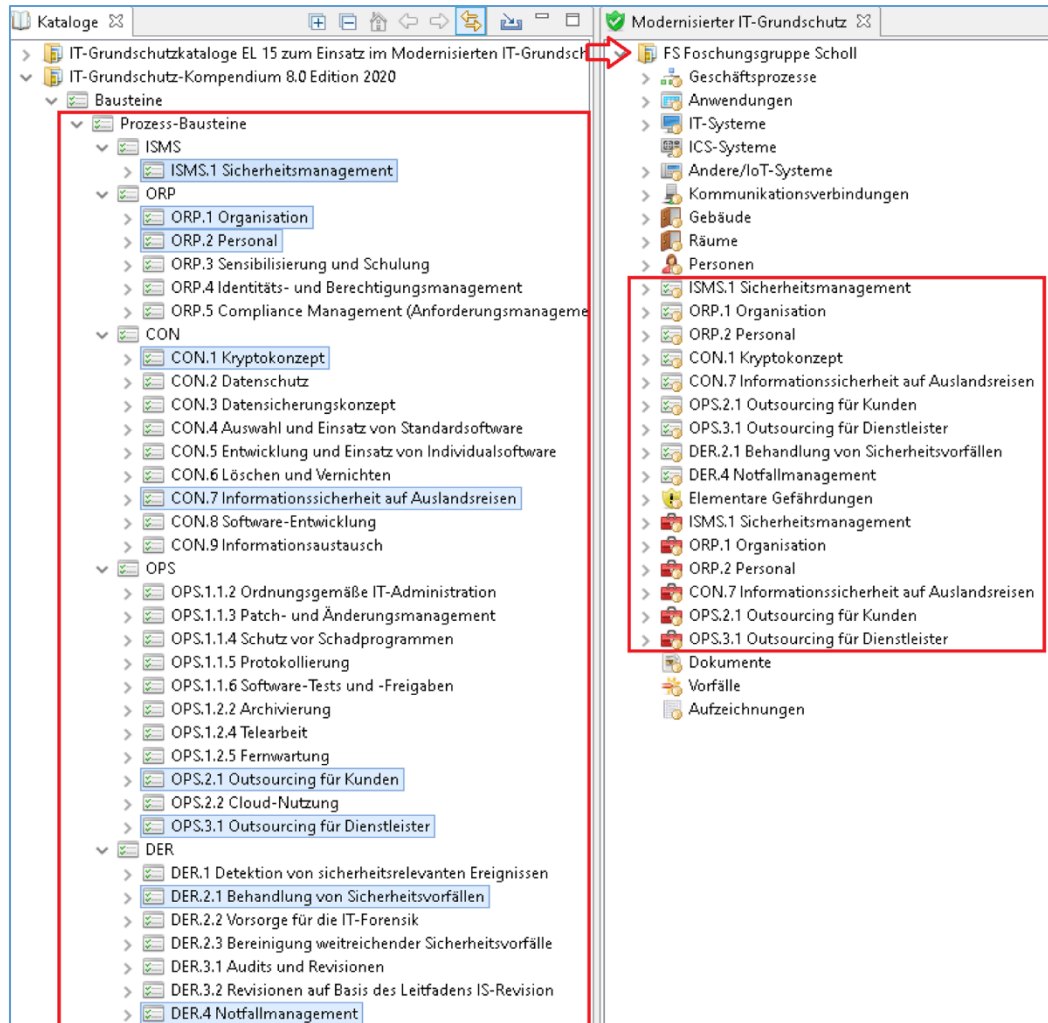 Kataloge
IT-Grundschutzkataloge EL 15 zum Einsatz im Modernisierten IT-Grundsch
IT-Grundschutz-Kompendium 8.0 Edition 2020
Bausteine
Prozess-Bausteine
ISMS
ISMS.1 Sicherheitsmanagement
ORP
ORP.1 Organisation
ORP.2 Personal
ORP.3 Sensibilisierung und Schulung
ORP.4 Identitäts- und Berechtigungsmanagement
ORP.5 Compliance Management (Anforderungsmanageme
CON
CON.1 Kryptokonzept
CON.2 Datenschutz
CON.3 Datensicherungskonzept
CON.4 Auswahl und Einsatz von Standardsoftware
CON.5 Entwicklung und Einsatz von Individualsoftware
CON.6 Löschen und Vernichten
CON.7 Informationssicherheit auf Auslandsreisen
CON.8 Software-Entwicklung
CON.9 Informationsaustausch
OPS
OPS.1.1.2 Ordnungsgemäße IT-Administration
OPS.1.1.3 Patch- und Änderungsmanagement
OPS.1.1.4 Schutz vor Schadprogrammen
OPS.1.1.5 Protokollierung
OPS.1.1.6 Software-Tests und -Freigaben
OPS.1.2.2 Archivierung
OPS.1.2.4 Telearbeit
OPS.1.2.5 Fernwartung
OPS.2.1 Outsourcing für Kunden
OPS.2.2 Cloud-Nutzung
OPS.3.1 Outsourcing für Dienstleister
DER
DER.1 Detektion von sicherheitsrelevanten Ereignissen
DER.2.1 Behandlung von Sicherheitsvorfällen
DER.2.2 Vorsorge für die IT-Forensik
DER.2.3 Bereinigung weitreichender Sicherheitsvorfälle
DER.3.1 Audits und Revisionen
DER.3.2 Revisionen auf Basis des Leitfadens IS-Revision
DER.4 Notfallmanagement
Modernisierter IT-Grundschutz
FS Foschungsgruppe Scholl
Geschäftsprozesse
Anwendungen
IT-Systeme
ICS-Systeme
Andere/IoT-Systeme
Kommunikationsverbindungen
Gebäude
Räume
Personen
ISMS.1 Sicherheitsmanagement
ORP.1 Organisation
ORP.2 Personal
CON.1 Kryptokonzept
CON.7 Informationssicherheit auf Auslandsreisen
OPS.2.1 Outsourcing für Kunden
OPS.3.1 Outsourcing für Dienstleister
DER.2.1 Behandlung von Sicherheitsvorfällen
DER.4 Notfallmanagement
Elementare Gefährdungen
ISMS.1 Sicherheitsmanagement
ORP.1 Organisation
ORP.2 Personal
CON.7 Informationssicherheit auf Auslandsreisen
OPS.2.1 Outsourcing für Kunden
OPS.3.1 Outsourcing für Dienstleister
Dokumente
Vorfälle
Aufzeichnungen